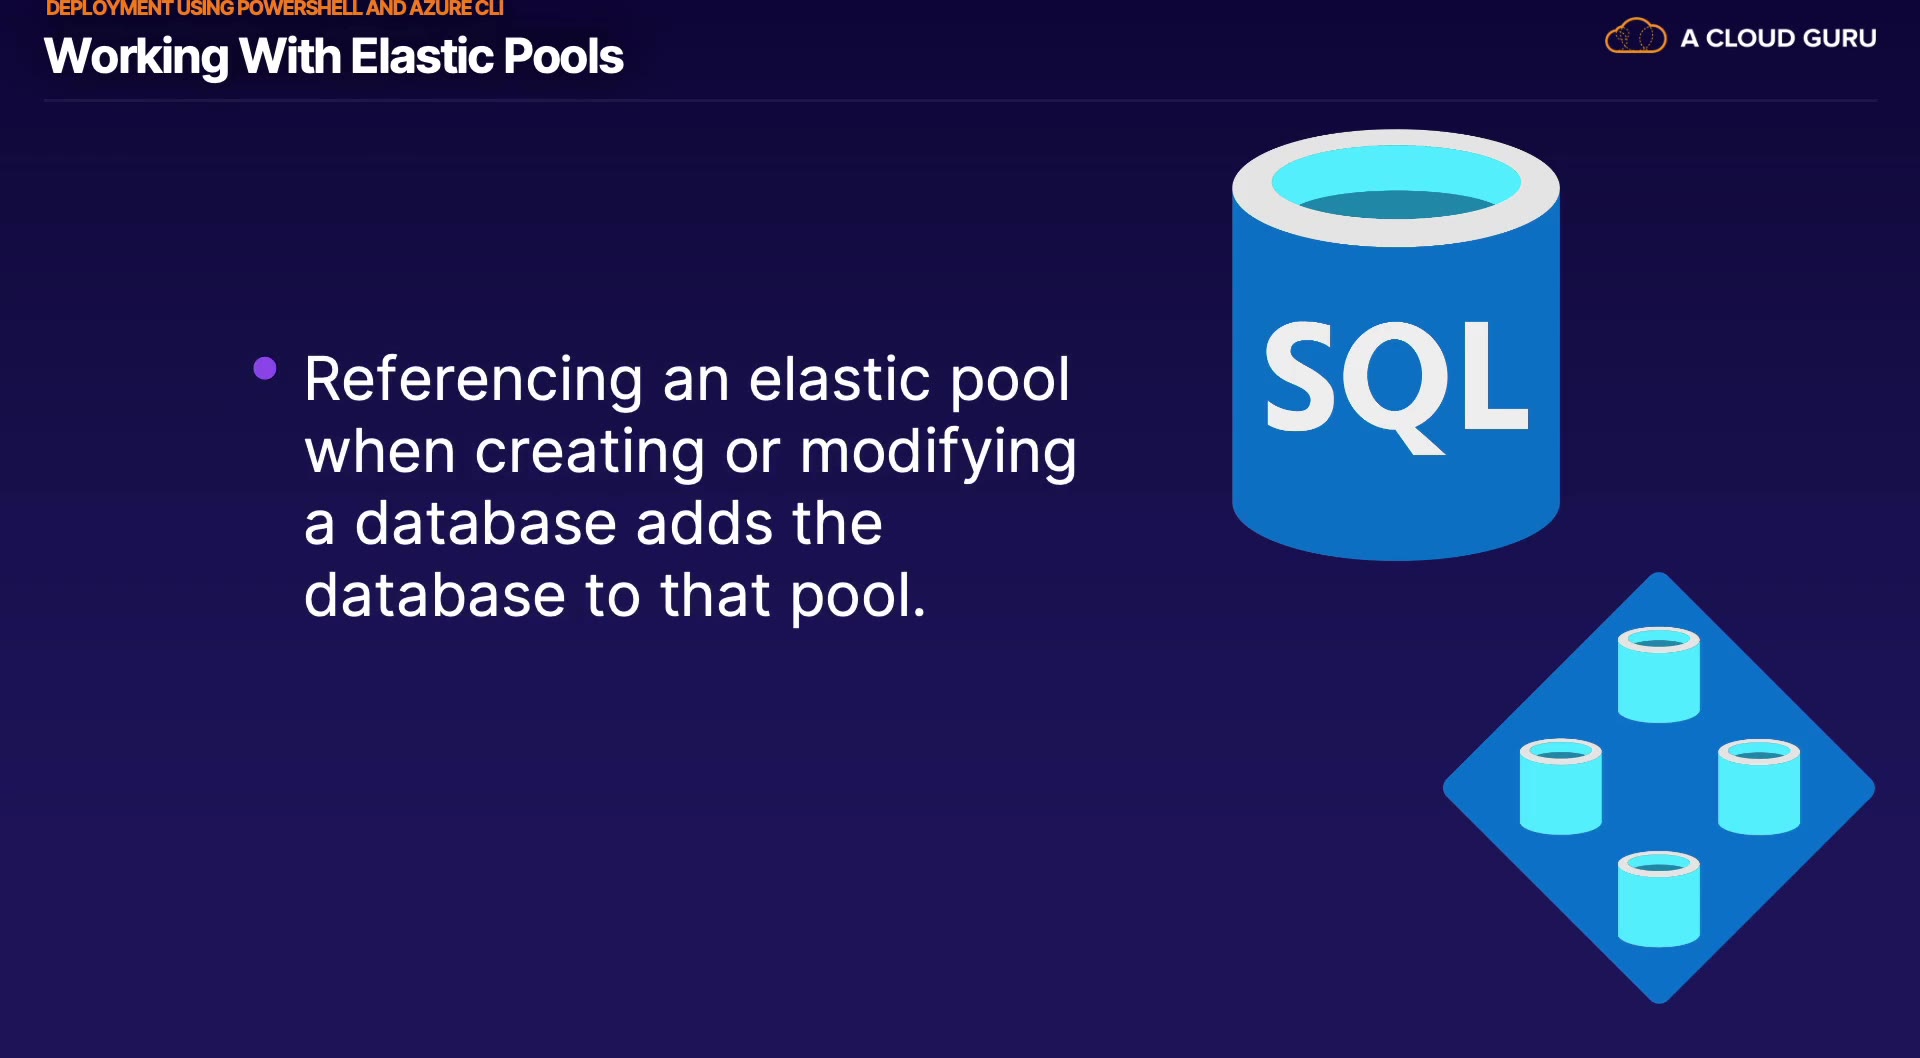 DEPLOYMENT USING POWERSHELL AND AZURE CLI
Working With Elastic Pools
A CLOUD GURU
SQL
Referencing an elastic pool
when creating or modifying
a database adds the
database to that pool.